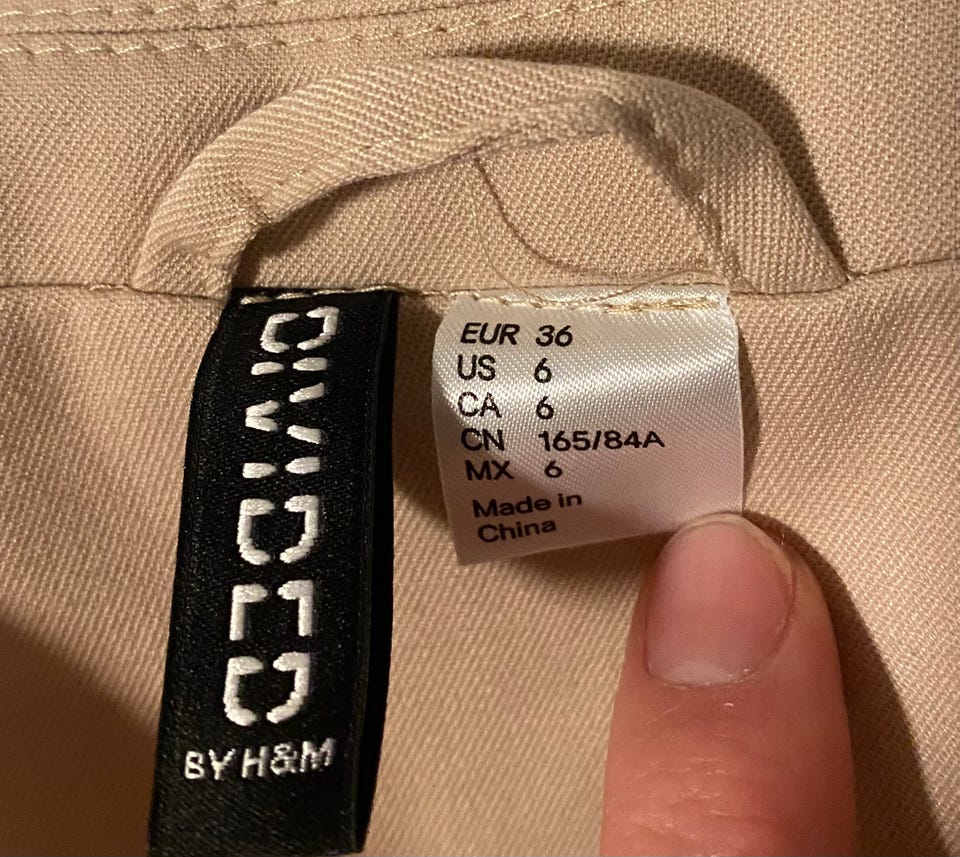 DIVIDED
BY H&M
EUR 36
US 6
CA 6
CN 165/84A
MX 6
Made in
China